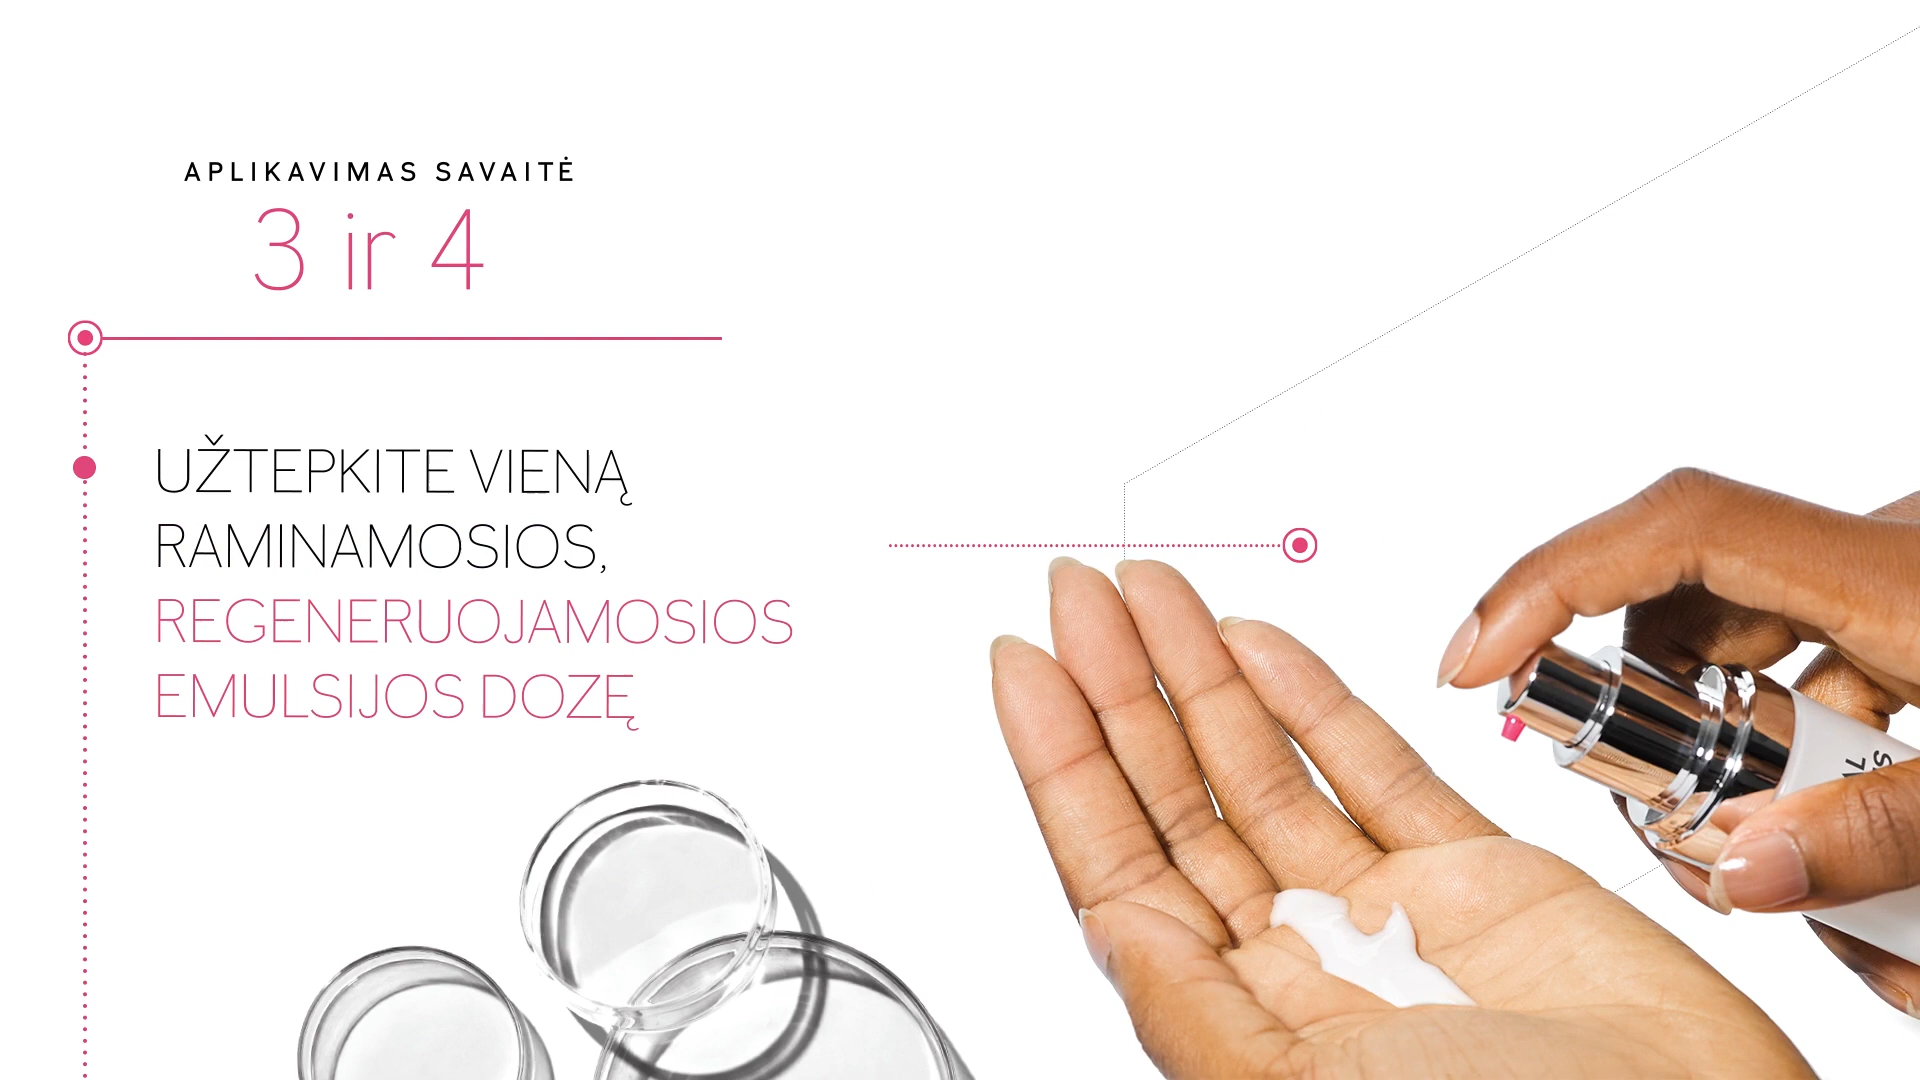 APLIKAVIMAS SAVAITĖ
3 ir 4
UŽTEPKITE VIENĄ
RAMINAMOSIOS,
REGENERUOJAMOSIOS
EMULSIJOS DOZĘ